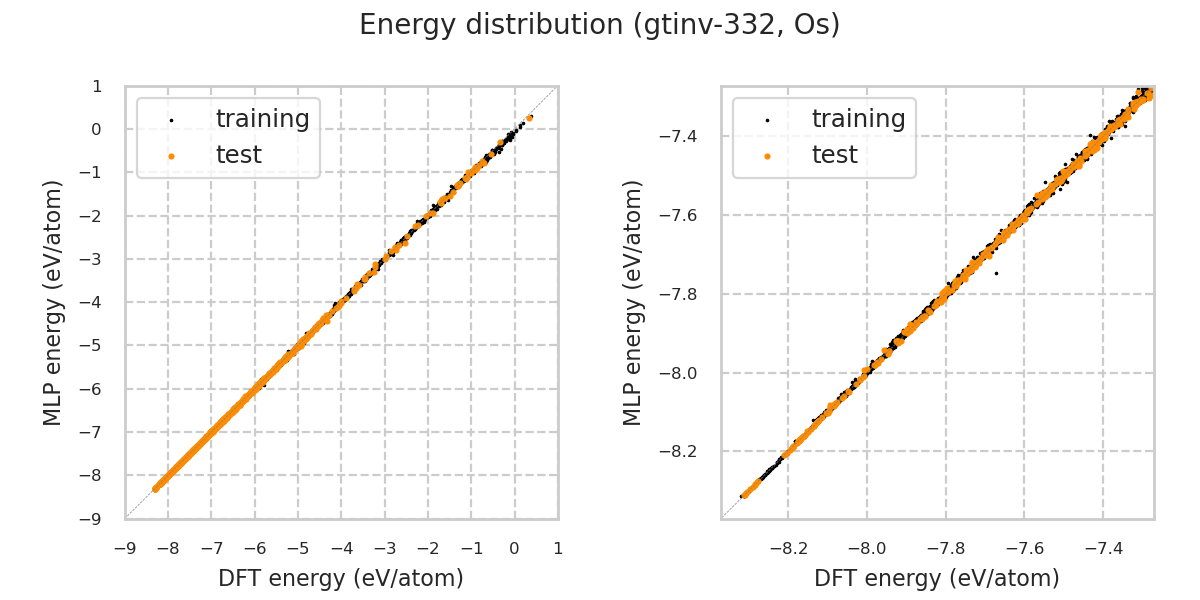 Energy distribution (gtinv-332, Os)
training
test
1
0
−1
−2
−3
−4
−5
−6
−7
−8
−9
MLP energy (eV/atom)
−9 −8 −7 −6 −5 −4 −3 −2 −1 0 1
DFT energy (eV/atom)
training
test
−7.4
−7.6
−7.8
−8.0
−8.2
MLP energy (eV/atom)
−8.2 −8.0 −7.8 −7.6 −7.4
DFT energy (eV/atom)